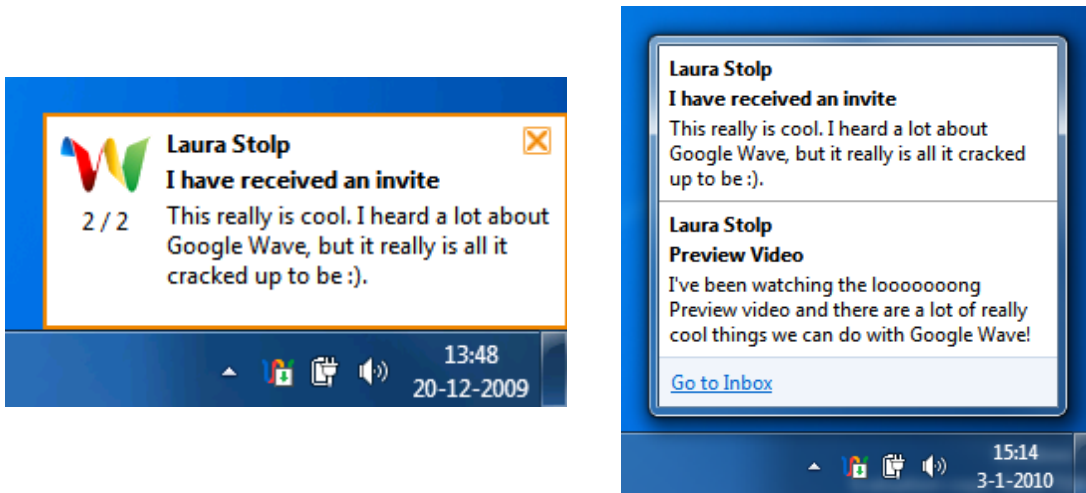 Laura Stolp
I have received an invite
2 / 2
This really is cool. I heard a lot about
Google Wave, but it really is all it
cracked up to be :).
13:48
20-12-2009
Laura Stolp
I have received an invite
This really is cool. I heard a lot about
Google Wave, but it really is all it cracked
up to be :).
Laura Stolp
Preview Video
I've been watching the looooooong
Preview video and there are a lot of really
cool things we can do with Google Wave!
Go to Inbox
15:14
3-1-2010